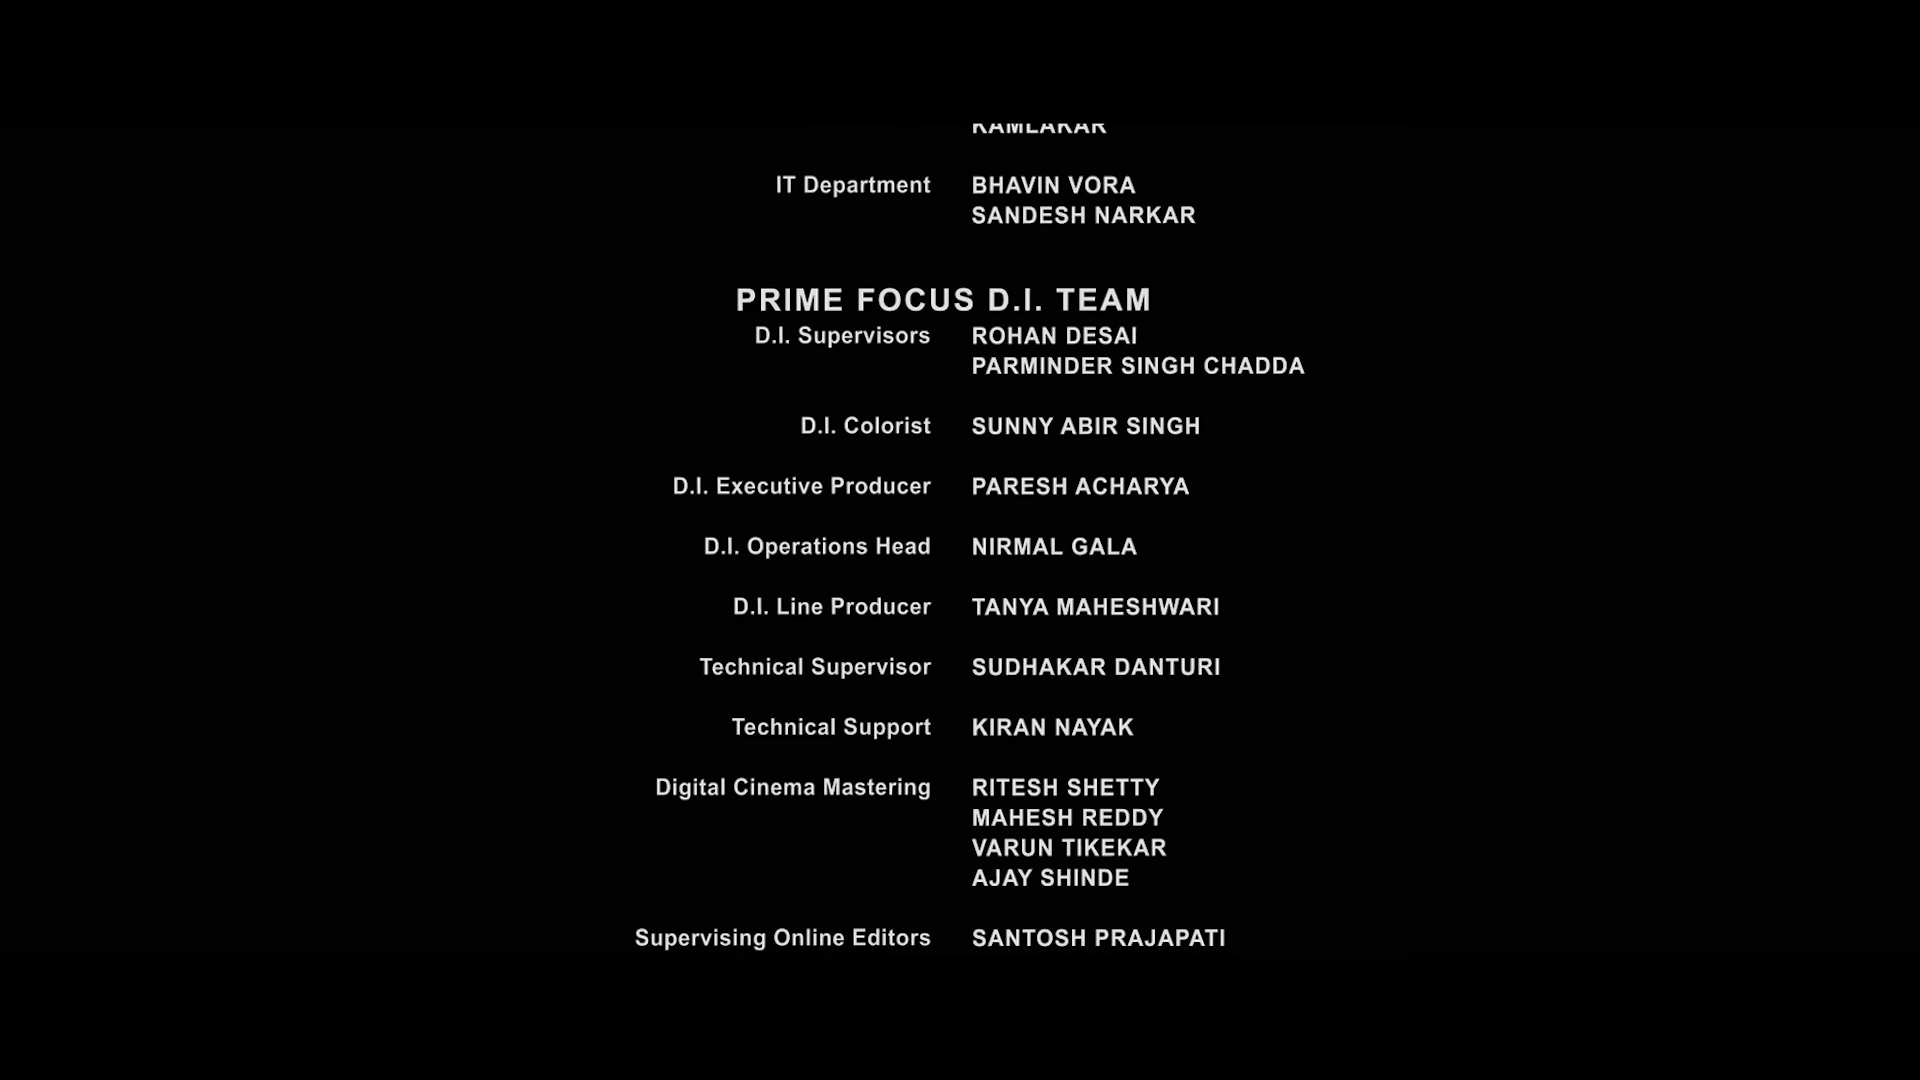 KAMLAKAR
IT Department BHAVIN VORA
SANDESH NARKAR
PRIME FOCUS D.I. TEAM
D.I. Supervisors ROHAN DESAI
PARMINDER SINGH CHADDA
D.I. Colorist SUNNY ABIR SINGH
D.I. Executive Producer PARESH ACHARYA
D.I. Operations Head NIRMAL GALA
D.I. Line Producer TANYA MAHESHWARI
Technical Supervisor SUDHAKAR DANTURI
Technical Support KIRAN NAYAK
Digital Cinema Mastering RITESH SHETTY
MAHESH REDDY
VARUN TIKEKAR
AJAY SHINDE
Supervising Online Editors SANTOSH PRAJAPATI